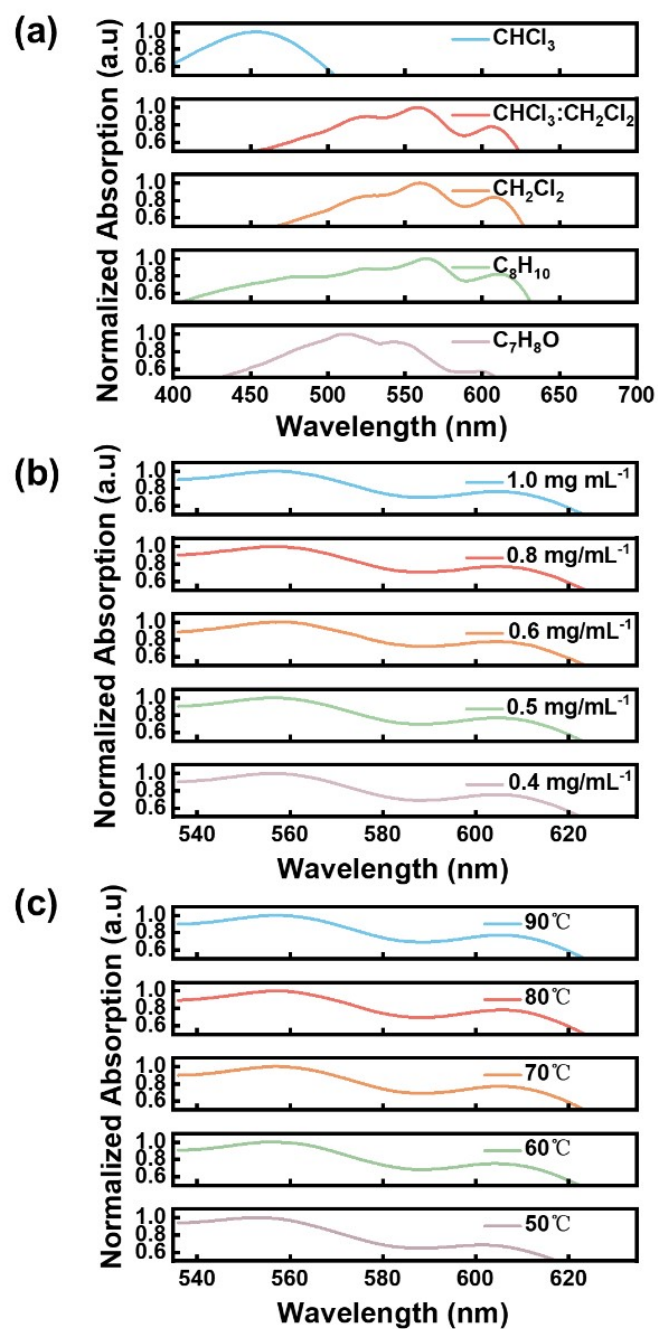 (a)
Normalized Absorption (a.u)
1.0
0.8
0.6
CHCl₃
1.0
0.8
0.6
CHCl₃:CH₂Cl₂
1.0
0.8
0.6
CH₂Cl₂
1.0
0.8
0.6
C₈H₁₀
1.0
0.8
0.6
C₇H₈O
400 450 500 550 600 650 700
Wavelength (nm)
(b)
Normalized Absorption (a.u)
1.0
0.8
0.6
1.0 mg mL⁻¹
1.0
0.8
0.6
0.8 mg/mL⁻¹
1.0
0.8
0.6
0.6 mg/mL⁻¹
1.0
0.8
0.6
0.5 mg/mL⁻¹
1.0
0.8
0.6
0.4 mg/mL⁻¹
540 560 580 600 620
Wavelength (nm)
(c)
Normalized Absorption (a.u)
1.0
0.8
0.6
90℃
1.0
0.8
0.6
80℃
1.0
0.8
0.6
70℃
1.0
0.8
0.6
60℃
1.0
0.8
0.6
50℃
540 560 580 600 620
Wavelength (nm)